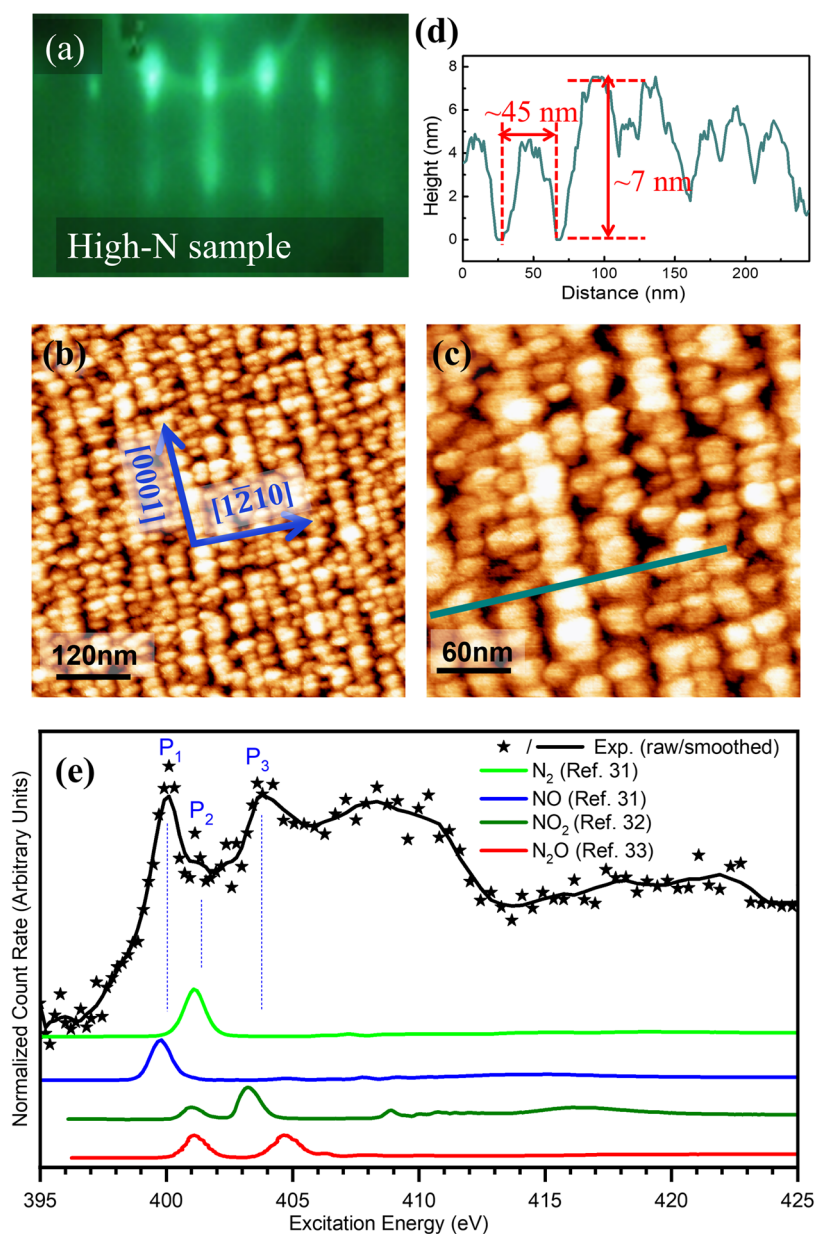 (a)
High-N sample
(d)
Height (nm)
8
6
4
2
0
~45 nm
~7 nm
0
50
100
150
200
Distance (nm)
(b)
[0001]
[11̄210]
120nm
(c)
60nm
(e)
P₁
P₂
P₃
★ / — Exp. (raw/smoothed)
N₂ (Ref. 31)
NO (Ref. 31)
NO₂ (Ref. 32)
N₂O (Ref. 33)
Normalized Count Rate (Arbitrary Units)
395
400
405
410
415
420
425
Excitation Energy (eV)